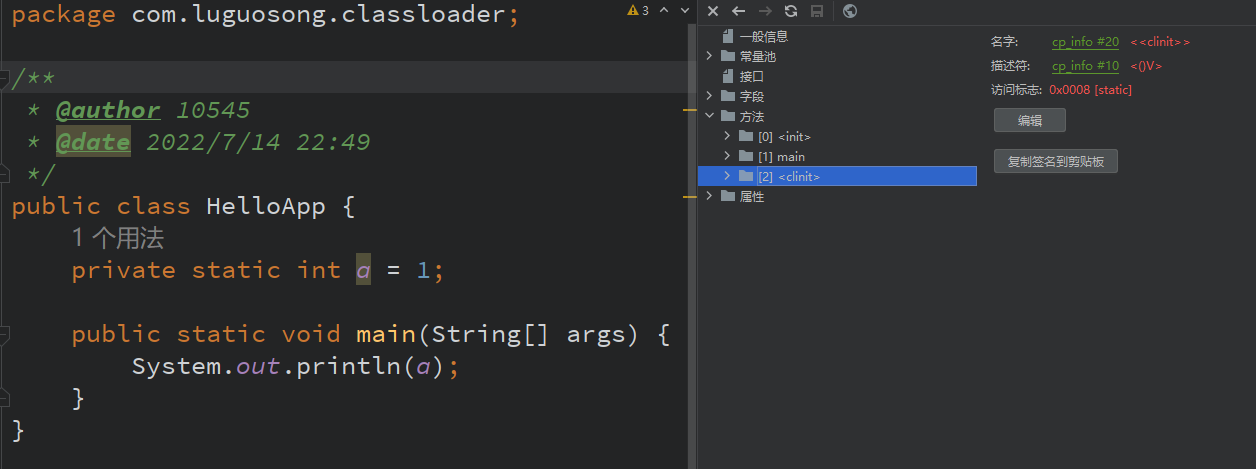 package com.luguosong.classloader;
3
/**
* @author 10545
* @date 2022/7/14 22:49
*/
public class HelloApp {
1 个用法
private static int a = 1;
public static void main(String[] args) {
System.out.println(a);
}
}
一般信息
常量池
接口
字段
方法
[0] <init>
[1] main
[2] <clinit>
属性
名字: cp_info #20 <<clinit>>
描述符: cp_info #10 <()V>
访问标志: 0x0008 [static]
编辑
复制签名到剪贴板